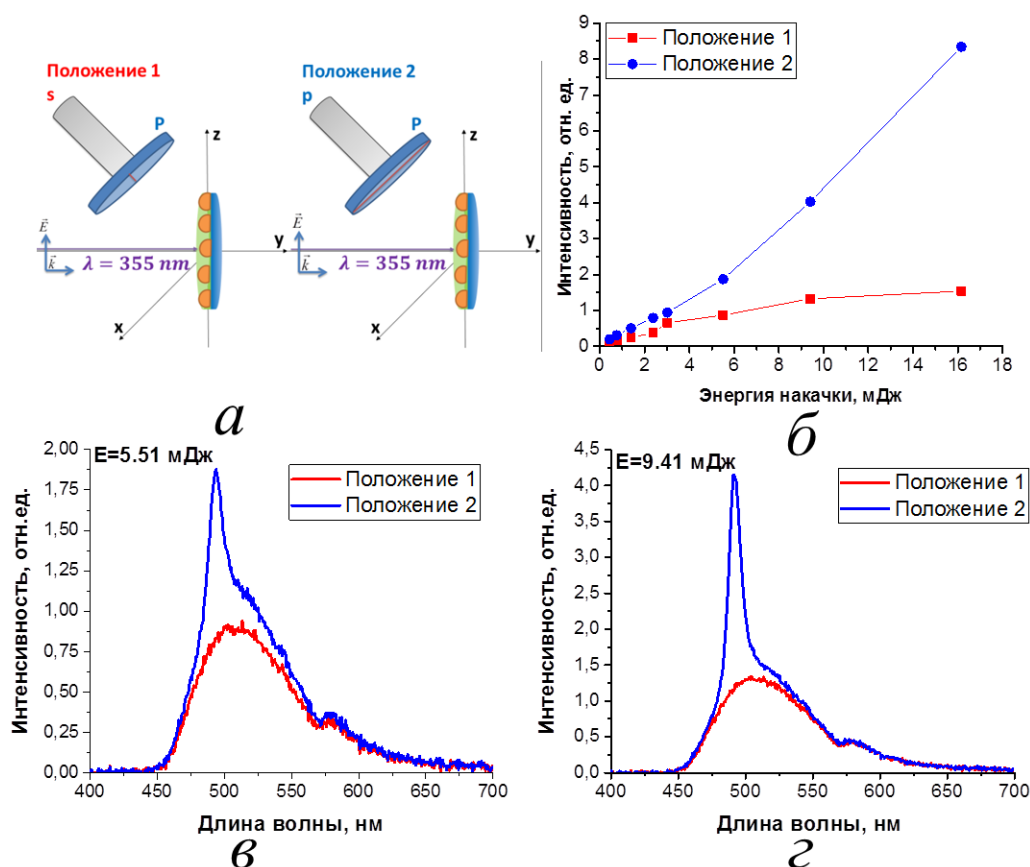 Положение 1
s
P
z
E
k
λ = 355 nm
y
x
Положение 2
p
P
z
E
k
λ = 355 nm
y
x
а
Интенсивность, отн. ед.
9
8
7
6
5
4
3
2
1
0
Положение 1
Положение 2
0 2 4 6 8 10 12 14 16 18
Энергия накачки, мДж
б
E=5.51 мДж
Интенсивность, отн.ед.
2,00
1,75
1,50
1,25
1,00
0,75
0,50
0,25
0,00
Положение 1
Положение 2
400 450 500 550 600 650 700
Длина волны, нм
в
E=9.41 мДж
Интенсивность, отн.ед.
4,5
4,0
3,5
3,0
2,5
2,0
1,5
1,0
0,5
0,0
Положение 1
Положение 2
400 450 500 550 600 650 700
Длина волны, нм
г